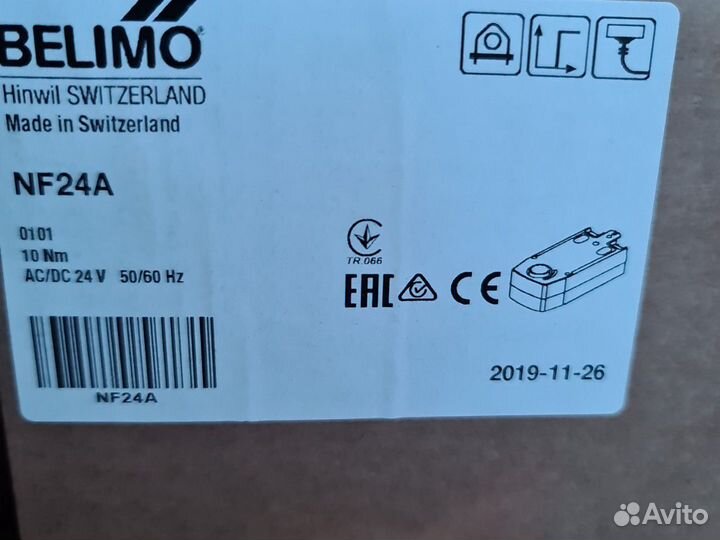 BELIMO
Hinwil SWITZERLAND
Made in Switzerland
NF24A
0101
10 Nm
AC/DC 24 V 50/60 Hz
TR.066
EAC CE
NF24A
2019-11-26
Avito